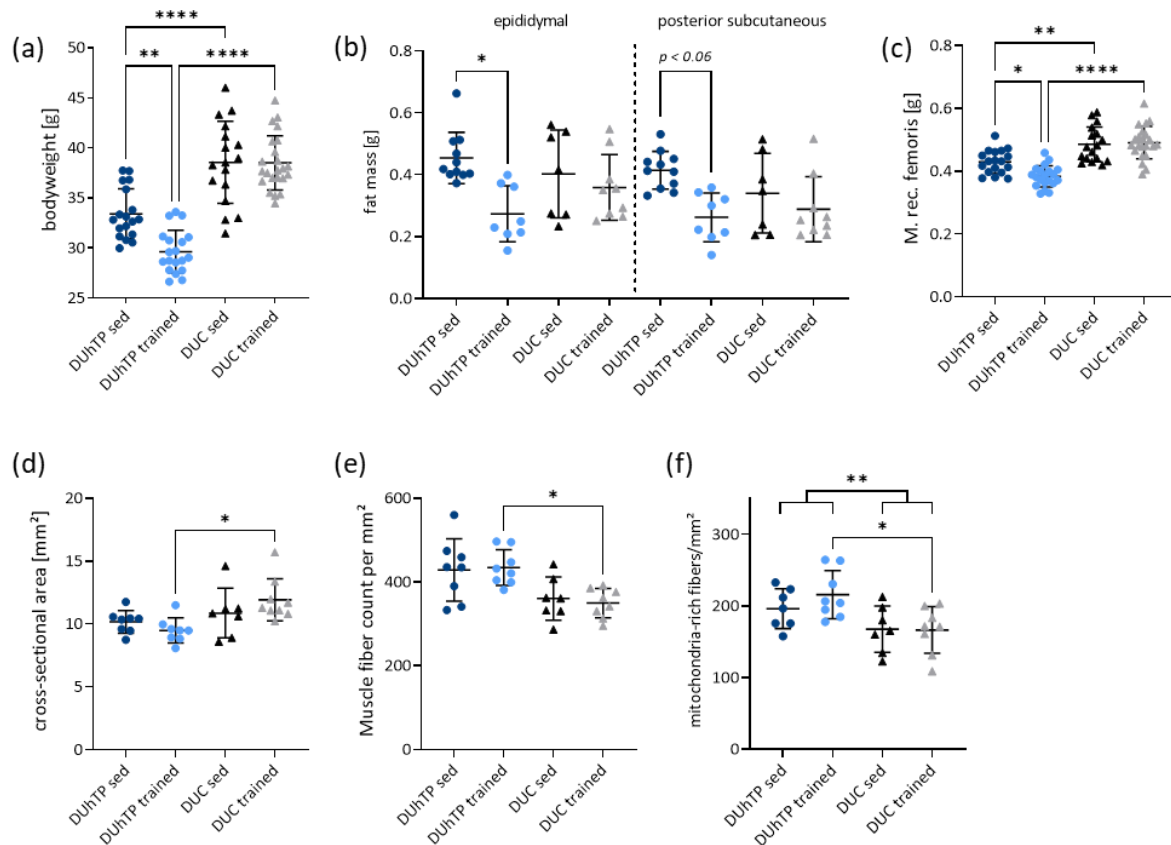 (a)
****
**
****
bodyweight [g]
50
45
40
35
30
25
DUhTP sed
DUhTP trained
DUC sed
DUC trained
(b)
epididymal
posterior subcutaneous
*
p < 0.06
fat mass [g]
0.8
0.6
0.4
0.2
0.0
DUhTP sed
DUhTP trained
DUC sed
DUC trained
DUhTP sed
DUhTP trained
DUC sed
DUC trained
(c)
**
*
****
M. rec. femoris [g]
0.8
0.6
0.4
0.2
0.0
DUhTP sed
DUhTP trained
DUC sed
DUC trained
(d)
*
cross-sectional area [mm²]
20
15
10
5
0
DUhTP sed
DUhTP trained
DUC sed
DUC trained
(e)
*
Muscle fiber count per mm²
600
400
200
0
DUhTP sed
DUhTP trained
DUC sed
DUC trained
(f)
**
*
mitochondria-rich fibers/mm²
300
200
100
0
DUhTP sed
DUhTP trained
DUC sed
DUC trained